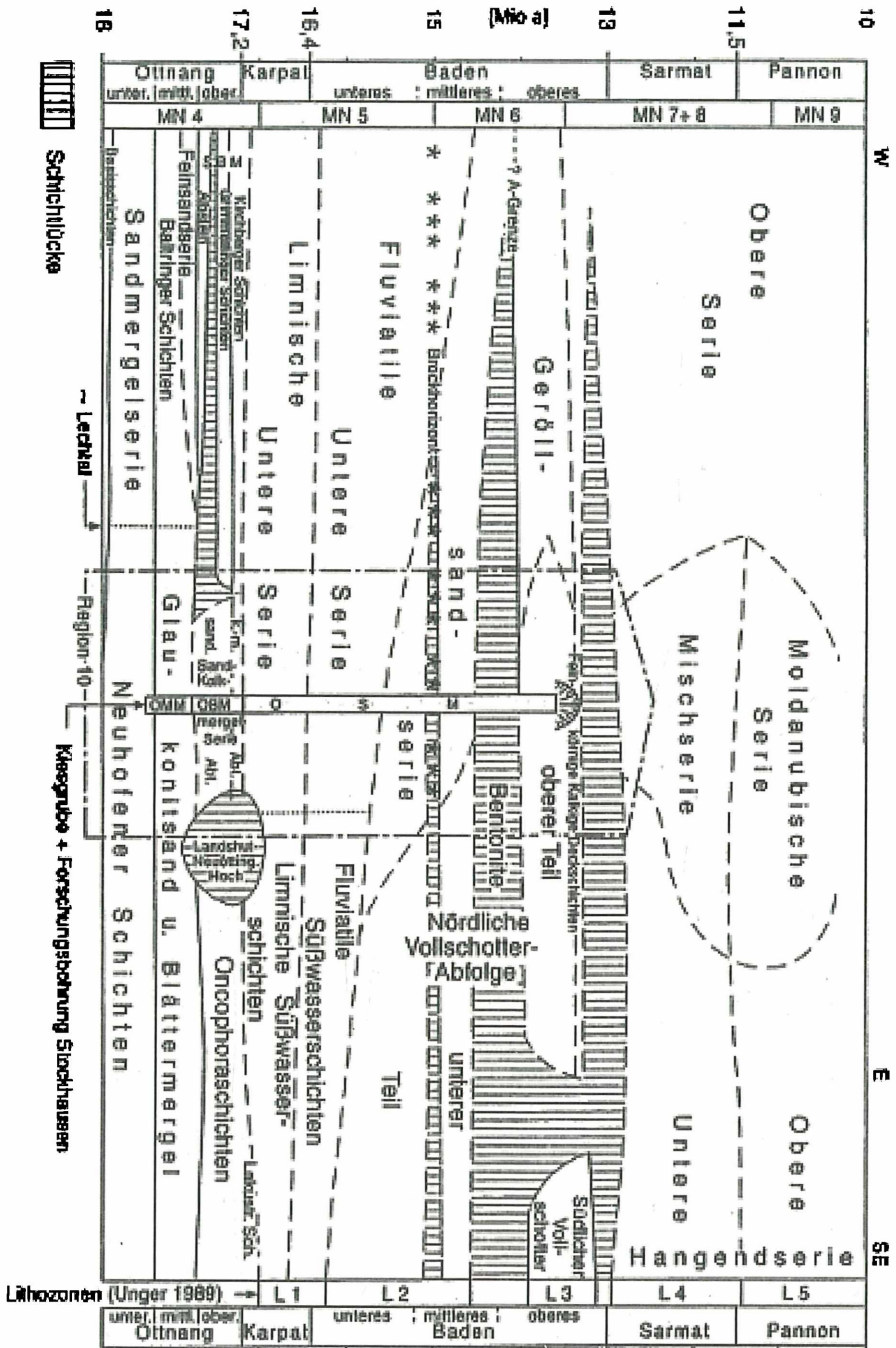 18
17,2
16,4
15
[Mio a]
13
11,5
10
Ottnang
Karpat
Baden
Sarmat
Pannon
unter.
mittl.
ober.
unteres
mittleres
oberes
MN 4
MN 5
MN 6
MN 7+ 8
MN 9
W
E
SE
Obere
Serie
Moldanubische
Serie
Mischserie
Obere
Untere
Hangendserie
Geröll-
sand-
serie
oberer Teil
? A-Grenze
Bentonite
Nördliche
Vollschotter-
Abfolge
unterer
Teil
Südlicher
Voll-
schotter
* *** ***
Brockhorizont
***
Fluviatile
Untere
Serie
Limnische
Untere
Serie
Fluviatile
Süßwasserschichten
Limnische Süßwasser-
schichten
Kirchberger Schichten
Grimmelfinger Schichten
S B M
Albstein
Feinsandserie
Baltringer Schichten
Sandmergelserie
Basisschichten
Glau-
konitsand u. Blättermergel
Neuhofener Schichten
Oncophoraschichten
Landshut-
Neuötting.
Hoch
Sand-
Kalk-
mergel
Serie
OMM
OBM
O
S
M
~ Lechtal
Region-10
Kiesgrube + Forschungsbohrung Stockhausen
Schichtlücke
Lithozonen (Unger 1989)
L 1
L 2
L 3
L 4
L 5
unter.
mittl.
ober.
unteres
mittleres
oberes
Ottnang
Karpat
Baden
Sarmat
Pannon